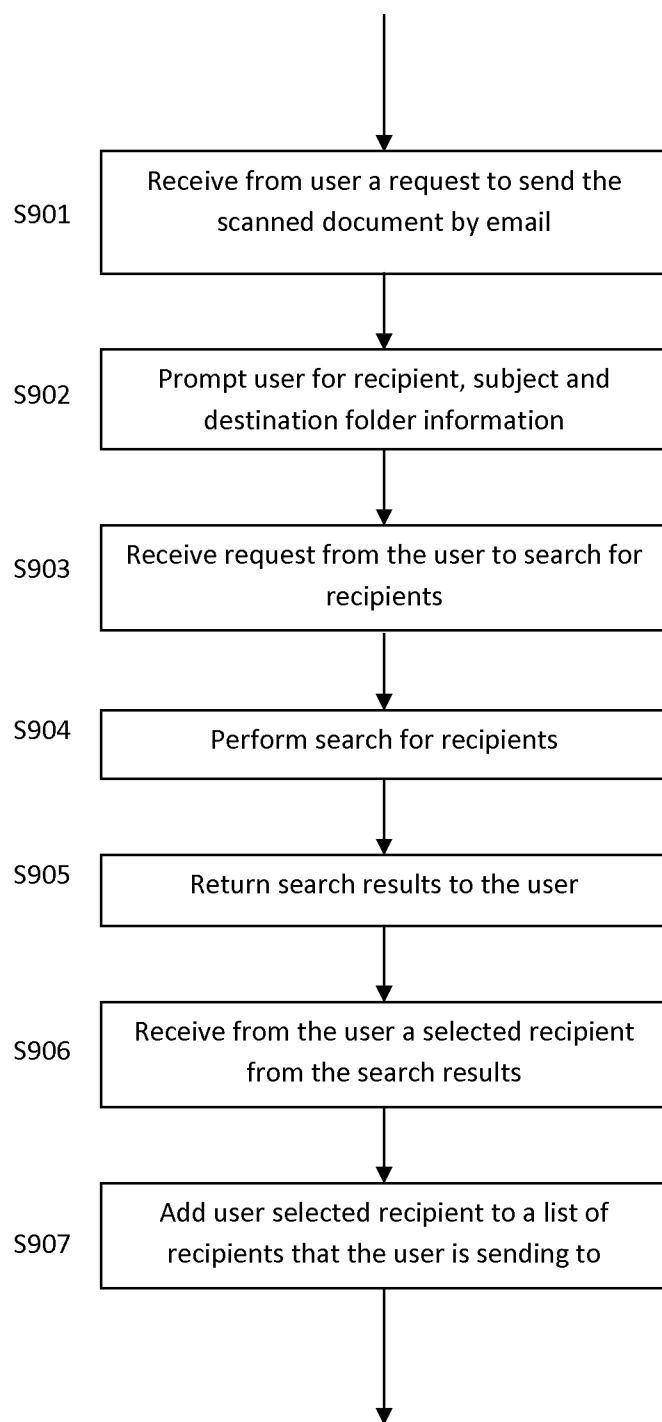 Receive from user a request to send the
S901
scanned document by email
Prompt user for recipient, subject and
S902
destination folder information
Receive request from the user to search for
S903
recipients
S904
Perform search for recipients
S905
Return search results to the user
Receive from the user a selected recipient
S906
from the search results
Add user selected recipient to a list of
S907
recipients that the user is sending to